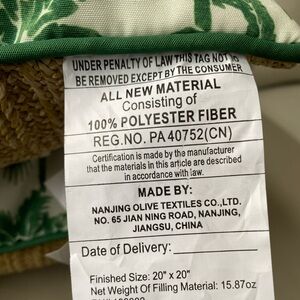 UNDER PENALTY OF LAW THIS TAG NOT TO
BE REMOVED EXCEPT BY THE CONSUMER
ALL NEW MATERIAL
Consisting of
100% POLYESTER FIBER
REG.NO. PA 40752(CN)
Certification is made by the manufacturer
that the materials in this article are described
in accordance with law.
MADE BY:
NANJING OLIVE TEXTILES CO.,LTD.
NO. 65 JIAN NING ROAD, NANJING,
JIANGSU, CHINA
Date of Delivery:
Finished Size: 20" x 20"
Net Weight Of Filling Material: 15.87oz